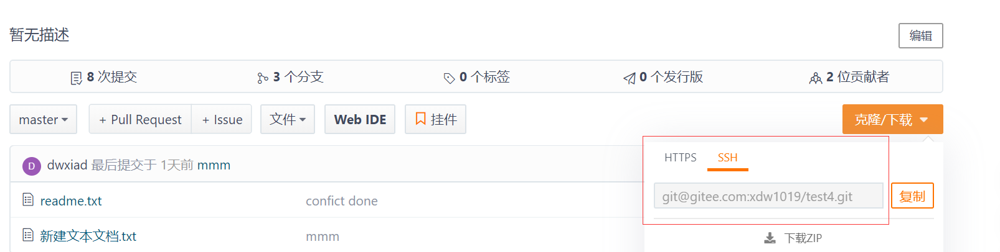 暂无描述
编辑
8 次提交
3 个分支
0 个标签
0 个发行版
2 位贡献者
master
+ Pull Request
+ Issue
文件
Web IDE
挂件
克隆/下载
HTTPS
SSH
D
dwxiad 最后提交于 1天前 mmm
git@gitee.com:xdw1019/test4.git
复制
readme.txt
confict done
新建文本文档.txt
mmm
下载ZIP